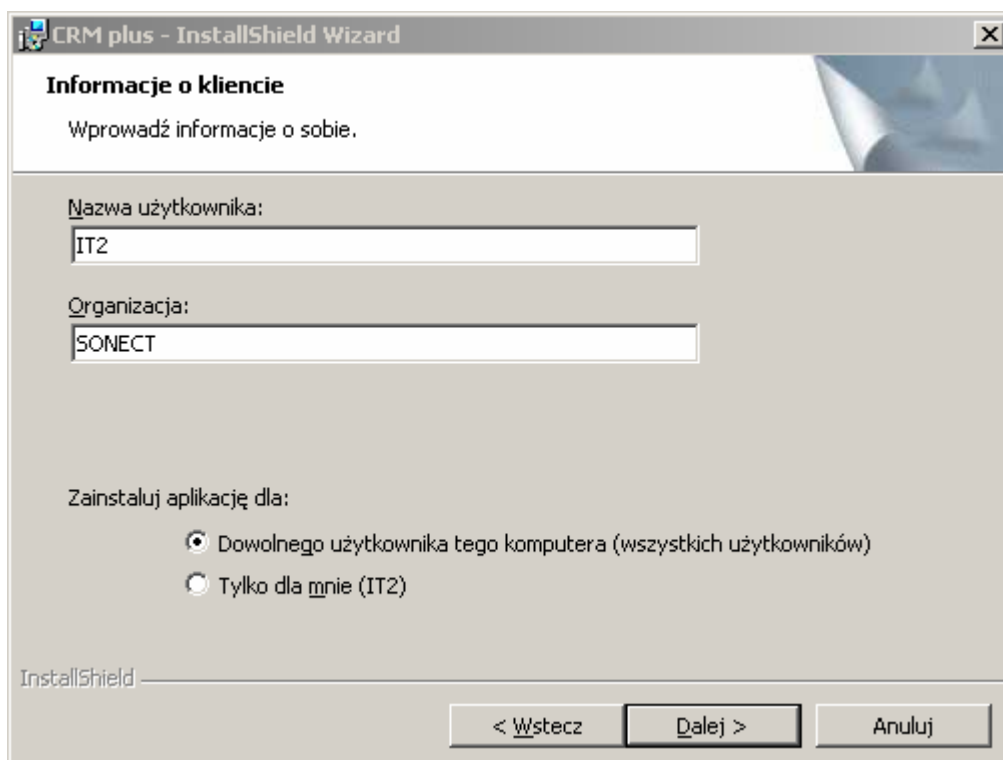 CRM plus - InstallShield Wizard
Informacje o kliencie
Wprowadź informacje o sobie.
Nazwa użytkownika:
IT2
Organizacja:
SONECT
Zainstaluj aplikację dla:
Dowolnego użytkownika tego komputera (wszystkich użytkowników)
Tylko dla mnie (IT2)
InstallShield
< Wstecz
Dalej >
Anuluj